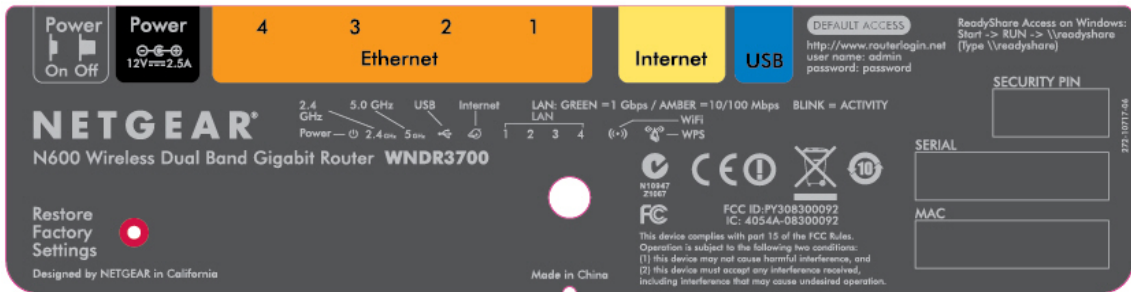 Power
On Off
Power
12V 2.5A
4 3 2 1
Ethernet
Internet
USB
DEFAULT ACCESS
http://www.routerlogin.net
user name: admin
password: password
ReadyShare Access on Windows:
Start -> RUN -> \\readyshare
(Type \\readyshare)
SECURITY PIN
272-10717-06
NETGEAR®
N600 Wireless Dual Band Gigabit Router WNDR3700
2.4 GHz
5.0 GHz
USB
Internet
LAN: GREEN =1 Gbps / AMBER =10/100 Mbps BLINK = ACTIVITY
LAN
WiFi
Power
2.4GHz
5GHz
1 2 3 4
WPS
SERIAL
MAC
N10947
Z1067
10
FC
FCC ID:PY308300092
IC: 4054A-08300092
This device complies with part 15 of the FCC Rules.
Operation is subject to the following two conditions:
(1) this device may not cause harmful interference, and
(2) this device must accept any interference received,
including interference that may cause undesired operation.
Restore
Factory
Settings
Designed by NETGEAR in California
Made in China